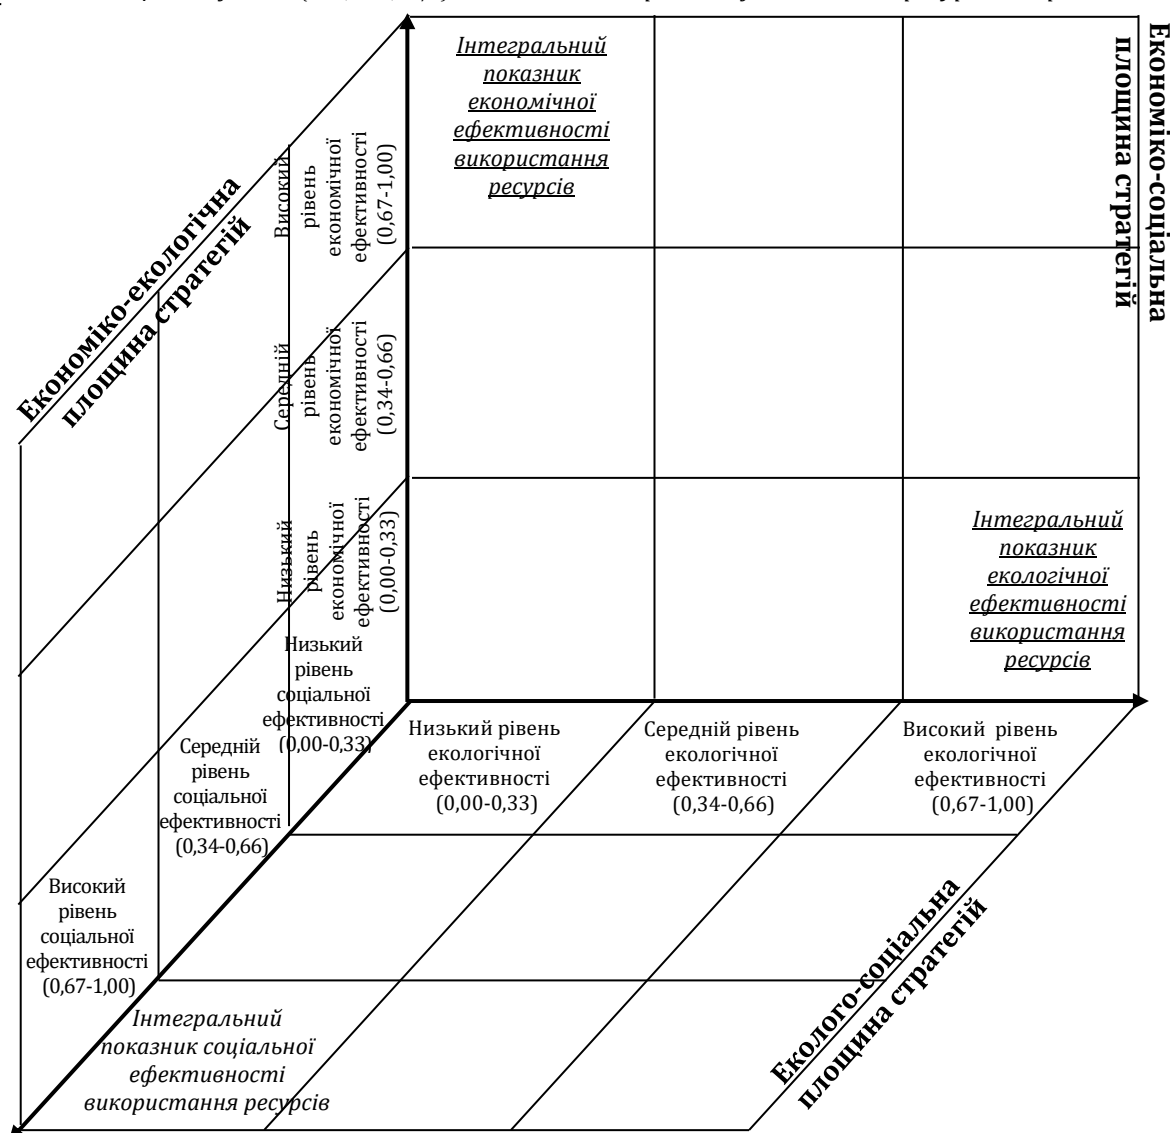 Інтегральний
показник
економічної
ефективності
використання
ресурсів
Економіко-соціальна
площина стратегій
Економіко-екологічна
площина стратегій
Високий
рівень
економічної
ефективності
(0,67-1,00)
Середній
рівень
економічної
ефективності
(0,34-0,66)
Низький
рівень
економічної
ефективності
(0,00-0,33)
Інтегральний
показник
екологічної
ефективності
використання
ресурсів
Низький
рівень
соціальної
ефективності
(0,00-0,33)
Середній
рівень
соціальної
ефективності
(0,34-0,66)
Високий
рівень
соціальної
ефективності
(0,67-1,00)
Низький рівень
екологічної
ефективності
(0,00-0,33)
Середній рівень
екологічної
ефективності
(0,34-0,66)
Високий рівень
екологічної
ефективності
(0,67-1,00)
Еколого-соціальна
площина стратегій
Інтегральний
показник соціальної
ефективності
використання ресурсів